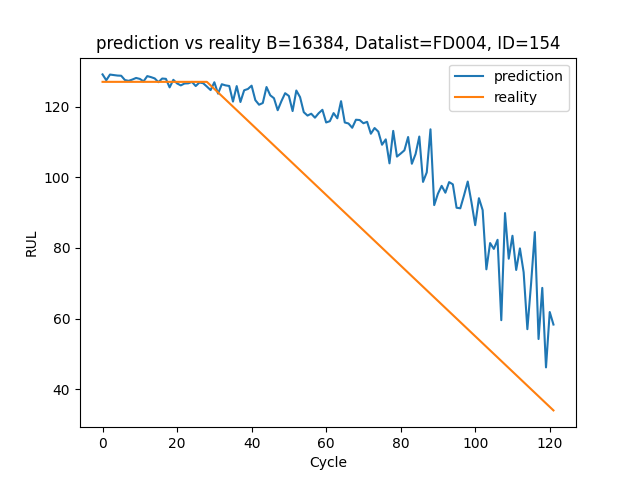 prediction vs reality B=16384, Datalist=FD004, ID=154
prediction
reality
RUL
120
100
80
60
40
0 20 40 60 80 100 120
Cycle